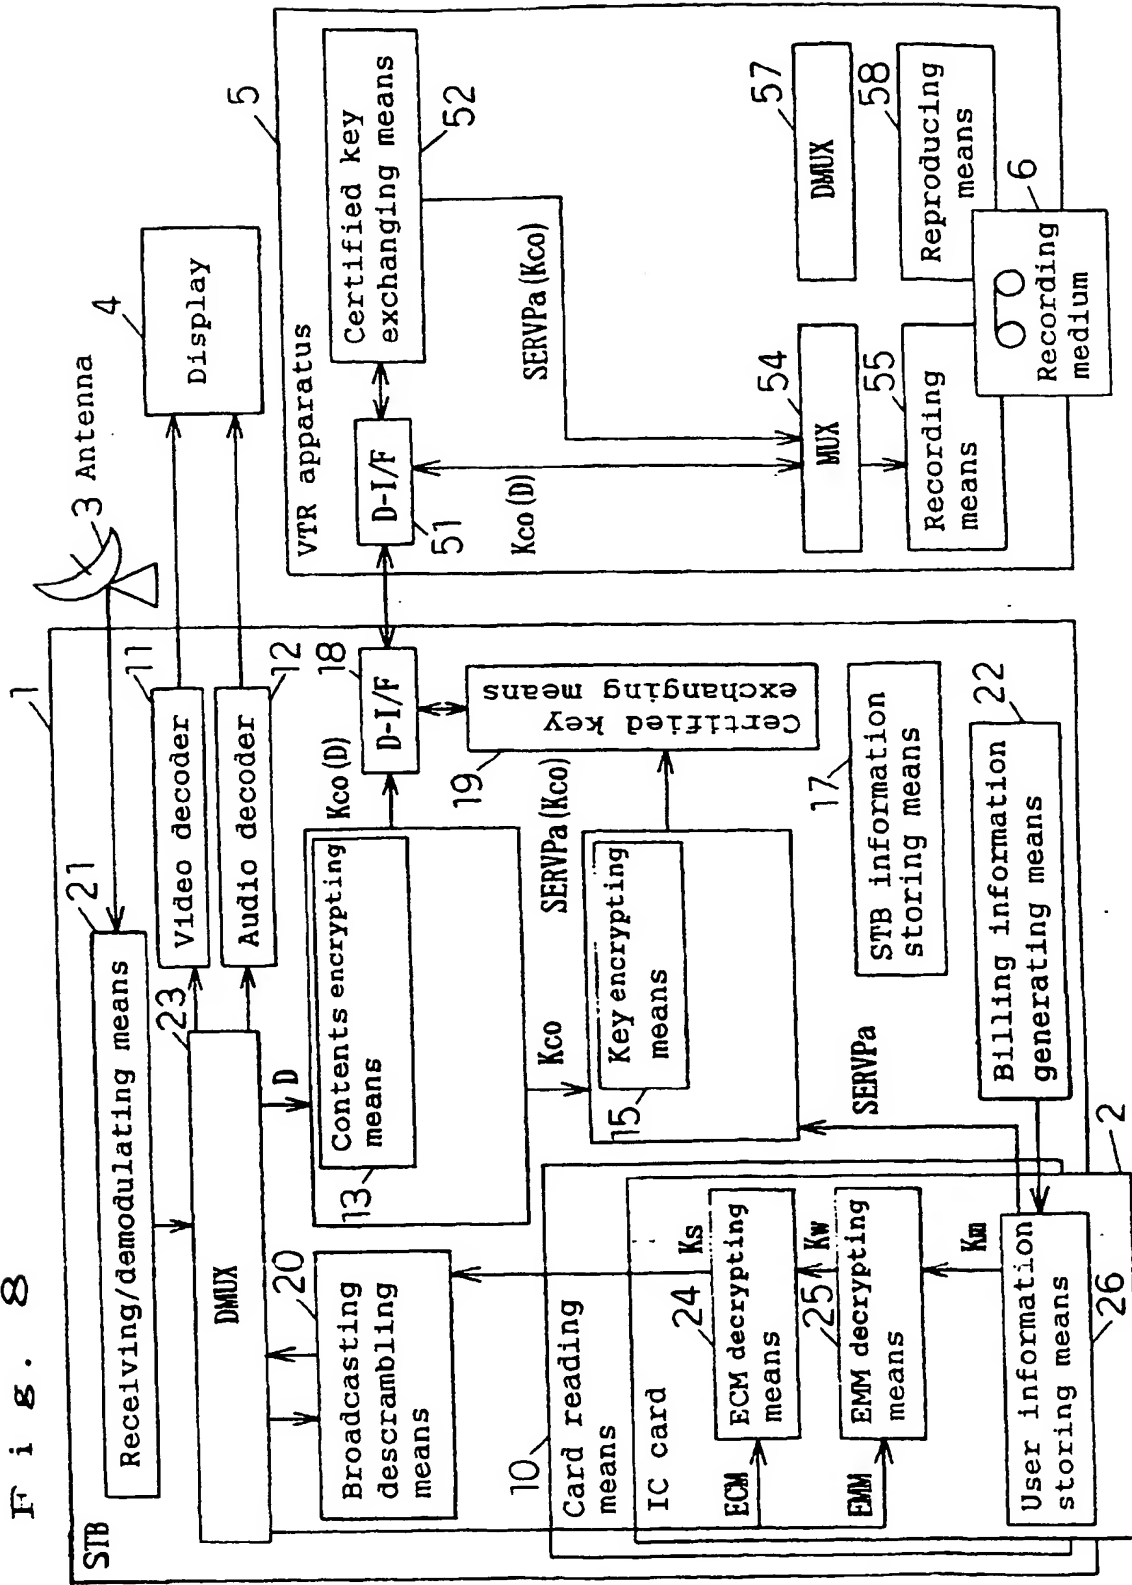 Fig. 8
STB
1
Receiving/demodulating means
21
3 Antenna
DMUX
23
Video decoder
11
Audio decoder
12
4
Display
Broadcasting
descrambling
means
20
D
Contents encrypting
means
13
Kco(D)
D-I/F
18
Kco
SERVPa(Kco)
Key encrypting
means
15
Certified key
exchanging means
19
STB information
storing means
17
Billing information
generating means
22
SERVPa
10
Card reading
means
IC card
2
ECM
ECM decrypting
means
24
Ks
EMM
EMM decrypting
means
25
Kw
Km
User information
storing means
26
5
VTR apparatus
D-I/F
51
Certified key
exchanging means
52
Kco(D)
SERVPa(Kco)
MUX
54
DMUX
57
Recording
means
55
Reproducing
means
58
Recording
medium
6